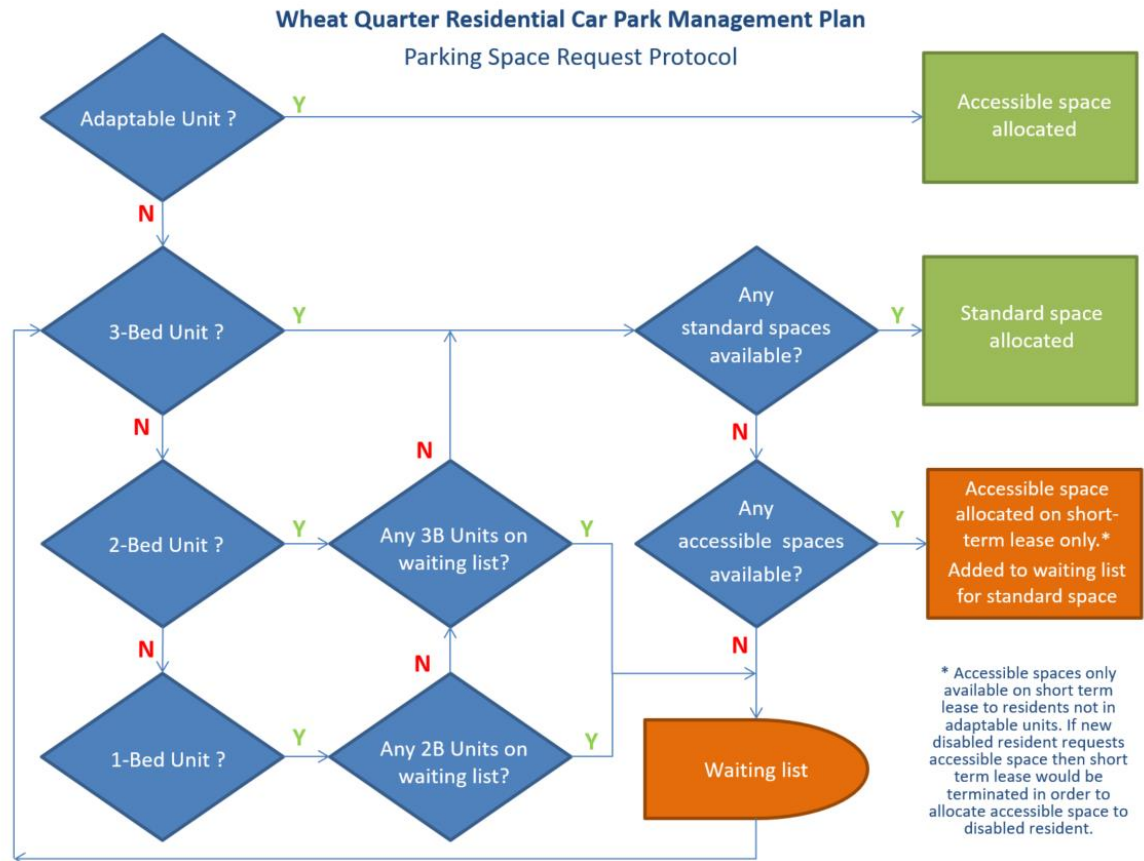 Wheat Quarter Residential Car Park Management Plan
Parking Space Request Protocol
Adaptable Unit ?
Y
Accessible space
allocated
N
3-Bed Unit ?
Y
Any
standard spaces
available?
Y
Standard space
allocated
N
N
N
2-Bed Unit ?
Y
Any 3B Units on
waiting list?
Y
Any
accessible spaces
available?
Y
Accessible space
allocated on short-
term lease only.*
Added to waiting list
for standard space
N
N
N
1-Bed Unit ?
Y
Any 2B Units on
waiting list?
Y
Waiting list
* Accessible spaces only
available on short term
lease to residents not in
adaptable units. If new
disabled resident requests
accessible space then short
term lease would be
terminated in order to
allocate accessible space to
disabled resident.